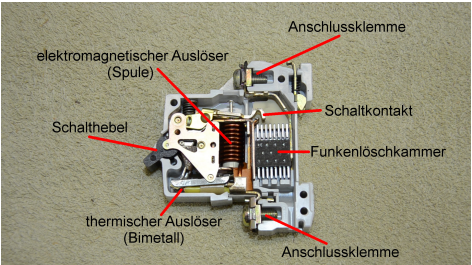 Anschlussklemme
elektromagnetischer Auslöser
(Spule)
Schaltkontakt
Schalthebel
Funkenlöschkammer
thermischer Auslöser
(Bimetall)
Anschlussklemme